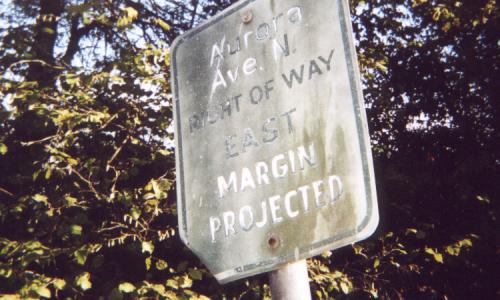 Aurora
Ave. N.
RIGHT OF WAY
EAST
MARGIN
PROJECTED